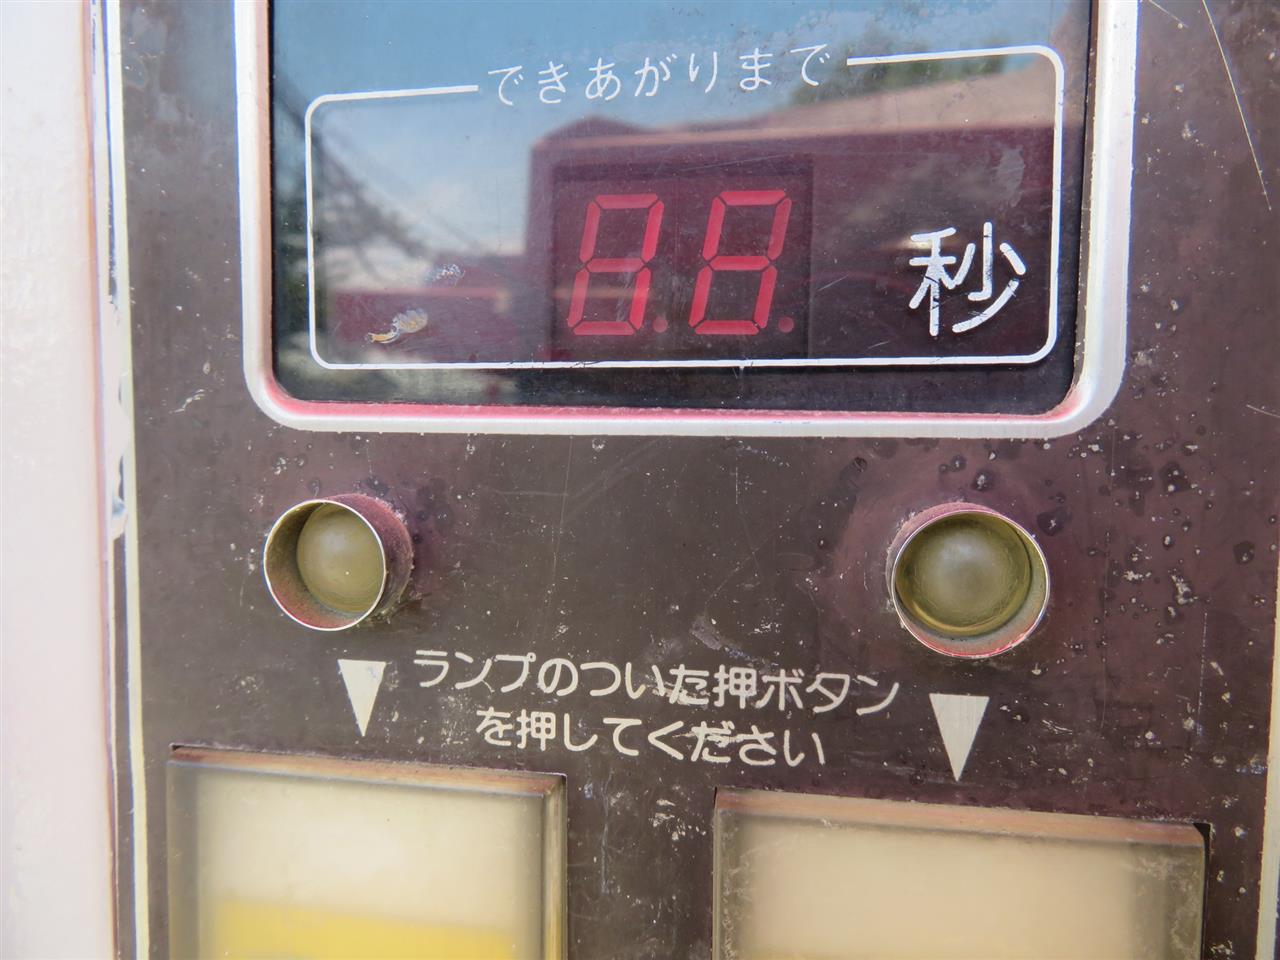 できあがりまで
8.8.秒
ランプのついた押ボタン
を押してください